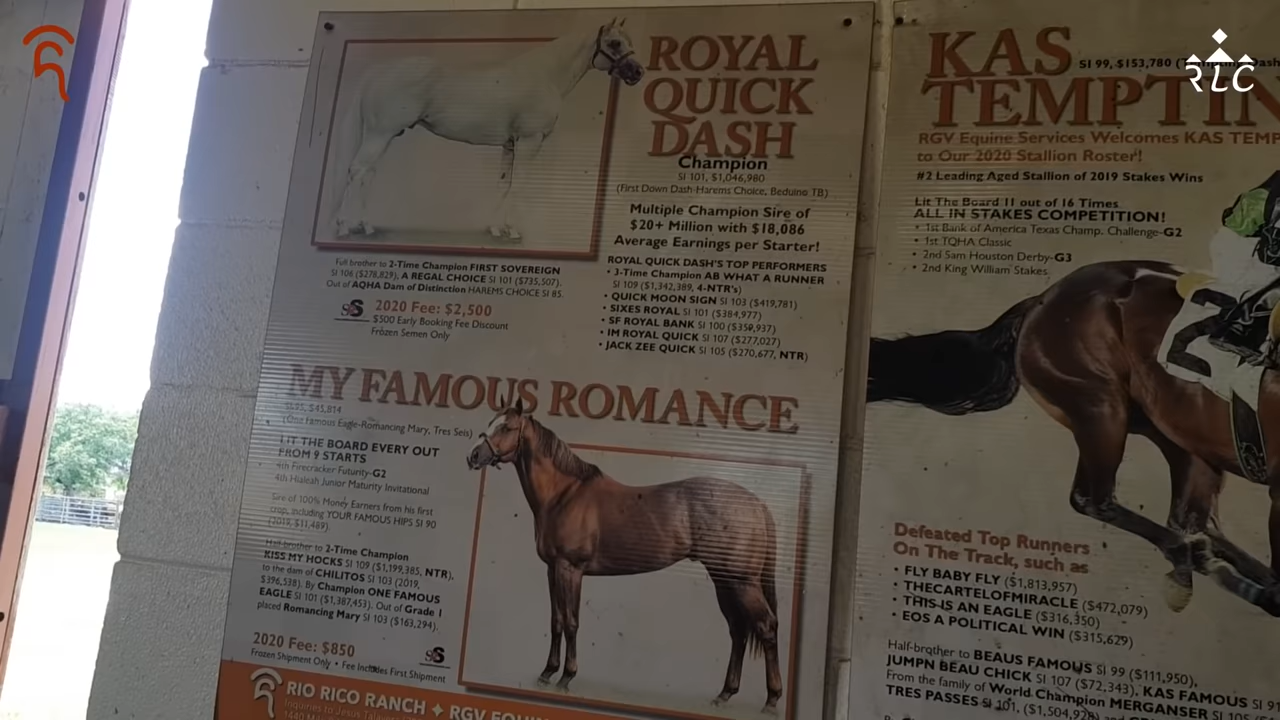 ROYAL
QUICK
DASH
Champion
SI 101, $1,046,980
(First Down Dash-Harems Choice, Beduino TB)
Multiple Champion Sire of
$20+ Million with $18,086
Average Earnings per Starter!
ROYAL QUICK DASH'S TOP PERFORMERS
• 3-Time Champion AB WHAT A RUNNER
SI 109 ($1,342,389, 4-NTR's)
• QUICK MOON SIGN SI 103 ($419,781)
• SIXES ROYAL SI 101 ($384,977)
• SF ROYAL BANK SI 100 ($359,937)
• IM ROYAL QUICK SI 107 ($277,027)
• JACK ZEE QUICK SI 105 ($270,677, NTR)
Full brother to 2-Time Champion FIRST SOVEREIGN
SI 106 ($278,829), A REGAL CHOICE SI 101 ($735,507).
Out of AQHA Dam of Distinction HAREMS CHOICE SI 85.
2020 Fee: $2,500
$500 Early Booking Fee Discount
Frozen Semen Only
MY FAMOUS ROMANCE
SI 95, $45,814
(One Famous Eagle-Romancing Mary, Tres Seis)
LIT THE BOARD EVERY OUT
FROM 9 STARTS
4th Firecracker Futurity-G2
4th Hialeah Junior Maturity Invitational
Sire of 100% Money Earners from his first
crop, including YOUR FAMOUS HIPS SI 90
(2019, $11,489).
Half-brother to 2-Time Champion
KISS MY HOCKS SI 109 ($1,199,385, NTR),
to the dam of CHILITOS SI 103 (2019,
$396,538). By Champion ONE FAMOUS
EAGLE SI 101 ($1,387,453). Out of Grade 1
placed Romancing Mary SI 103 ($163,294).
2020 Fee: $850
Frozen Shipment Only • Fee Includes First Shipment
RIO RICO RANCH ✦ RGV
Inquiries to Jesus
KAS
SI 99, $153,780
TEMPTIN
RGV Equine Services Welcomes KAS TEMP
to Our 2020 Stallion Roster!
#2 Leading Aged Stallion of 2019 Stakes Wins
Lit The Board 11 out of 16 Times
ALL IN STAKES COMPETITION!
• 1st Bank of America Texas Champ. Challenge-G2
• 1st TQHA Classic
• 2nd Sam Houston Derby-G3
• 2nd King William Stakes
2
Defeated Top Runners
On The Track, such as
• FLY BABY FLY ($1,813,957)
• THECARTELOFMIRACLE ($472,079)
• THIS IS AN EAGLE ($316,350)
• EOS A POLITICAL WIN ($315,629)
Half-brother to BEAUS FAMOUS SI 99 ($111,950),
JUMPN BEAU CHICK SI 107 ($72,343), KAS FAMOUS SI
From the family of World Champion MERGANSER SI
TRES PASSES SI 101,
RLC